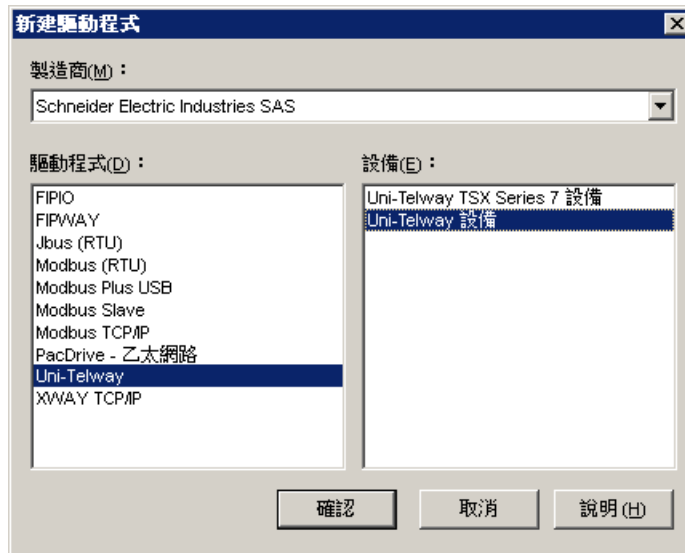 新建驅動程式
製造商(M)：
Schneider Electric Industries SAS
驅動程式(D)：
FIPIO
FIPWAY
Jbus (RTU)
Modbus (RTU)
Modbus Plus USB
Modbus Slave
Modbus TCP/IP
PacDrive - 乙太網路
Uni-Telway
XWAY TCP/IP
設備(E)：
Uni-Telway TSX Series 7 設備
Uni-Telway 設備
確認
取消
說明(H)